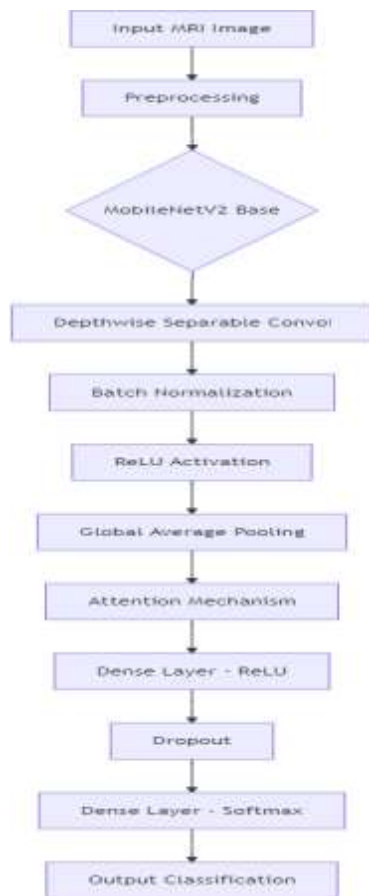 Input MRI Image
Preprocessing
MobileNetV2 Base
Depthwise Separable Convol
Batch Normalization
ReLU Activation
Global Average Pooling
Attention Mechanism
Dense Layer - ReLU
Dropout
Dense Layer - Softmax
Output Classification